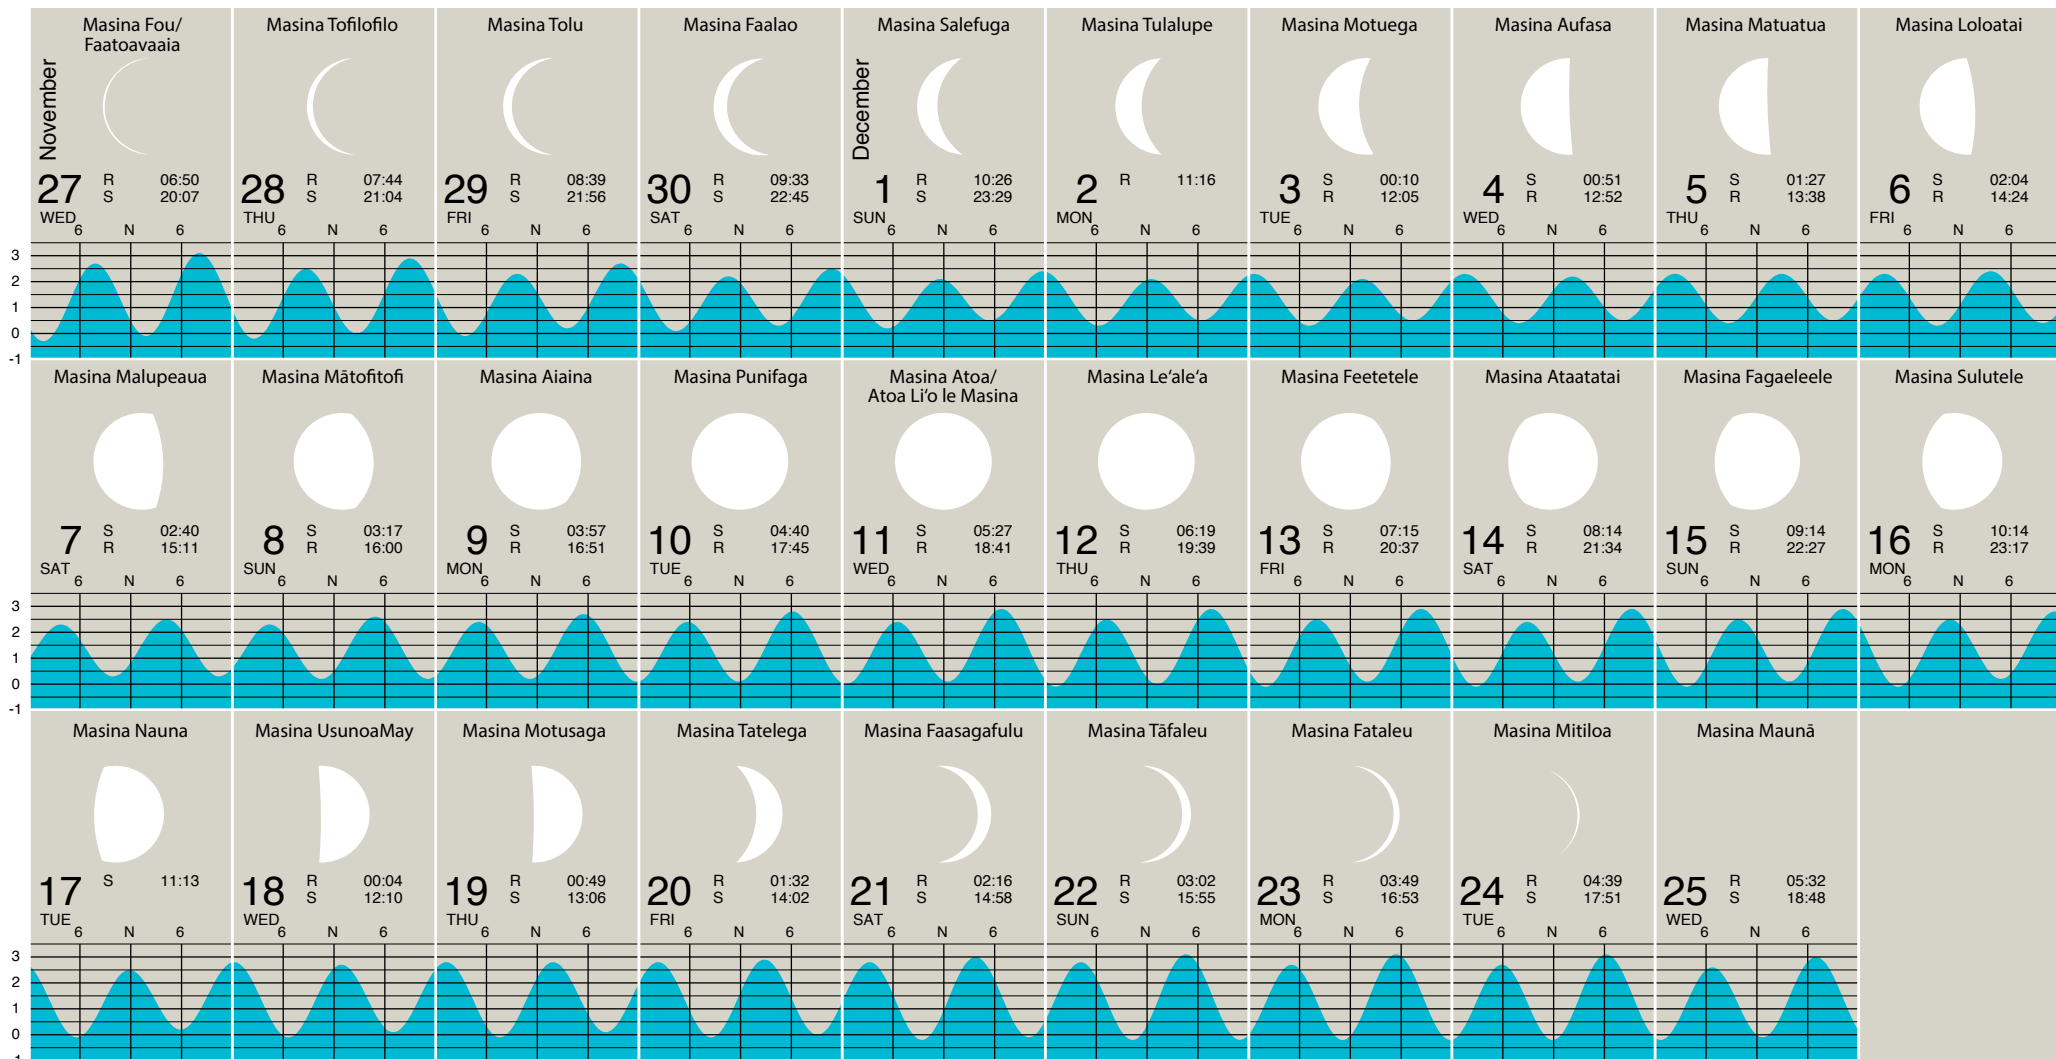 Masina Fou/
Faatoavaaia
November
27 R 06:50
S 20:07
WED
6 N 6
Masina Tofilofilo
28 R 07:44
S 21:04
THU
6 N 6
Masina Tolu
29 R 08:39
S 21:56
FRI
6 N 6
Masina Faalao
30 R 09:33
S 22:45
SAT
6 N 6
Masina Salefuga
December
1 R 10:26
S 23:29
SUN
6 N 6
Masina Tulalupe
2 R 11:16
MON
6 N 6
Masina Motuega
3 S 00:10
R 12:05
TUE
6 N 6
Masina Aufasa
4 S 00:51
R 12:52
WED
6 N 6
Masina Matuatua
5 S 01:27
R 13:38
THU
6 N 6
Masina Loloatai
6 S 02:04
R 14:24
FRI
6 N 6
3
2
1
0
-1
Masina Malupeaua
7 S 02:40
R 15:11
SAT
6 N 6
Masina Mātofitofi
8 S 03:17
R 16:00
SUN
6 N 6
Masina Aiaina
9 S 03:57
R 16:51
MON
6 N 6
Masina Punifaga
10 S 04:40
R 17:45
TUE
6 N 6
Masina Atoa/
Atoa Li‘o le Masina
11 S 05:27
R 18:41
WED
6 N 6
Masina Le‘ale‘a
12 S 06:19
R 19:39
THU
6 N 6
Masina Feetetele
13 S 07:15
R 20:37
FRI
6 N 6
Masina Ataatatai
14 S 08:14
R 21:34
SAT
6 N 6
Masina Fagaeleele
15 S 09:14
R 22:27
SUN
6 N 6
Masina Sulutele
16 S 10:14
R 23:17
MON
6 N 6
3
2
1
0
-1
Masina Nauna
17 S 11:13
TUE
6 N 6
Masina UsunoaMay
18 R 00:04
S 12:10
WED
6 N 6
Masina Motusaga
19 R 00:49
S 13:06
THU
6 N 6
Masina Tatelega
20 R 01:32
S 14:02
FRI
6 N 6
Masina Faasagafulu
21 R 02:16
S 14:58
SAT
6 N 6
Masina Tāfaleu
22 R 03:02
S 15:55
SUN
6 N 6
Masina Fataleu
23 R 03:49
S 16:53
MON
6 N 6
Masina Mitiloa
24 R 04:39
S 17:51
TUE
6 N 6
Masina Maunā
25 R 05:32
S 18:48
WED
6 N 6
3
2
1
0
-1